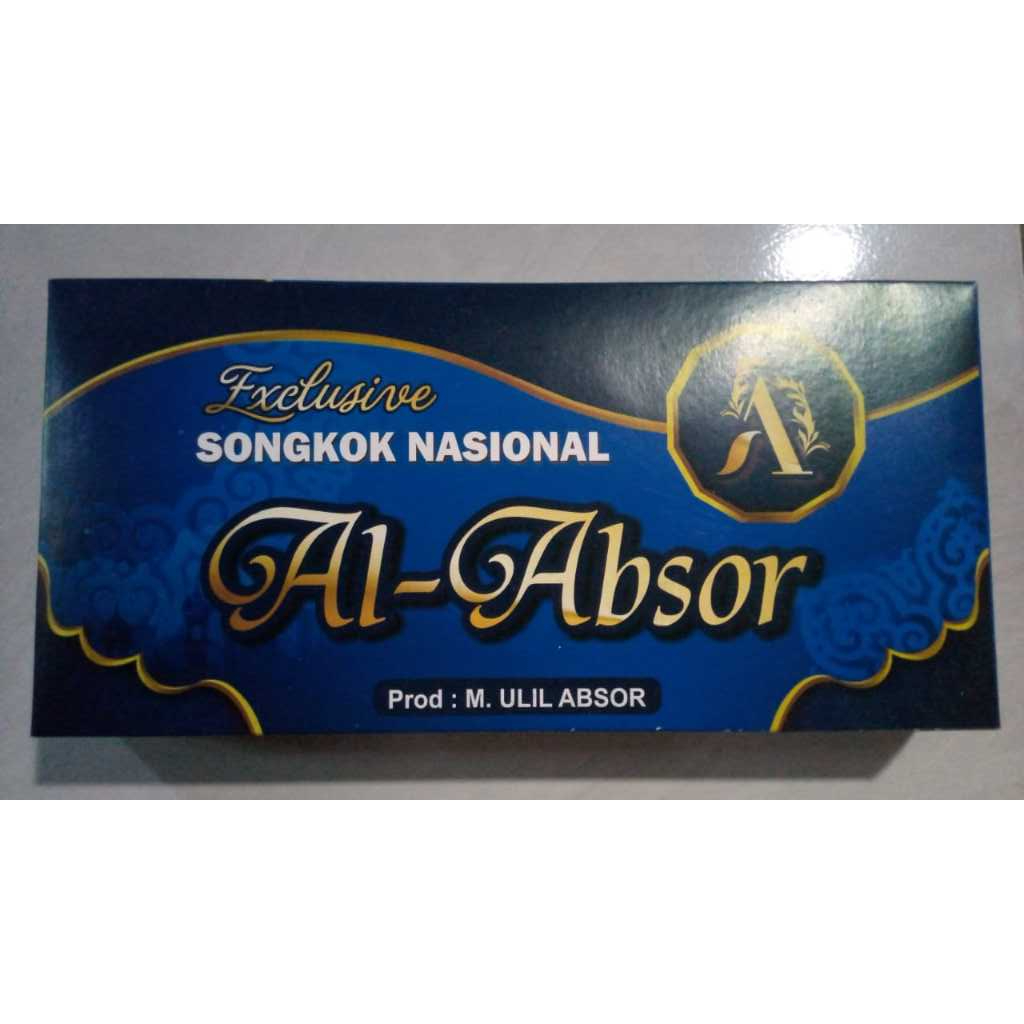 Exclusive
SONGKOK NASIONAL
A
Al-Absor
Prod : M. ULIL ABSOR